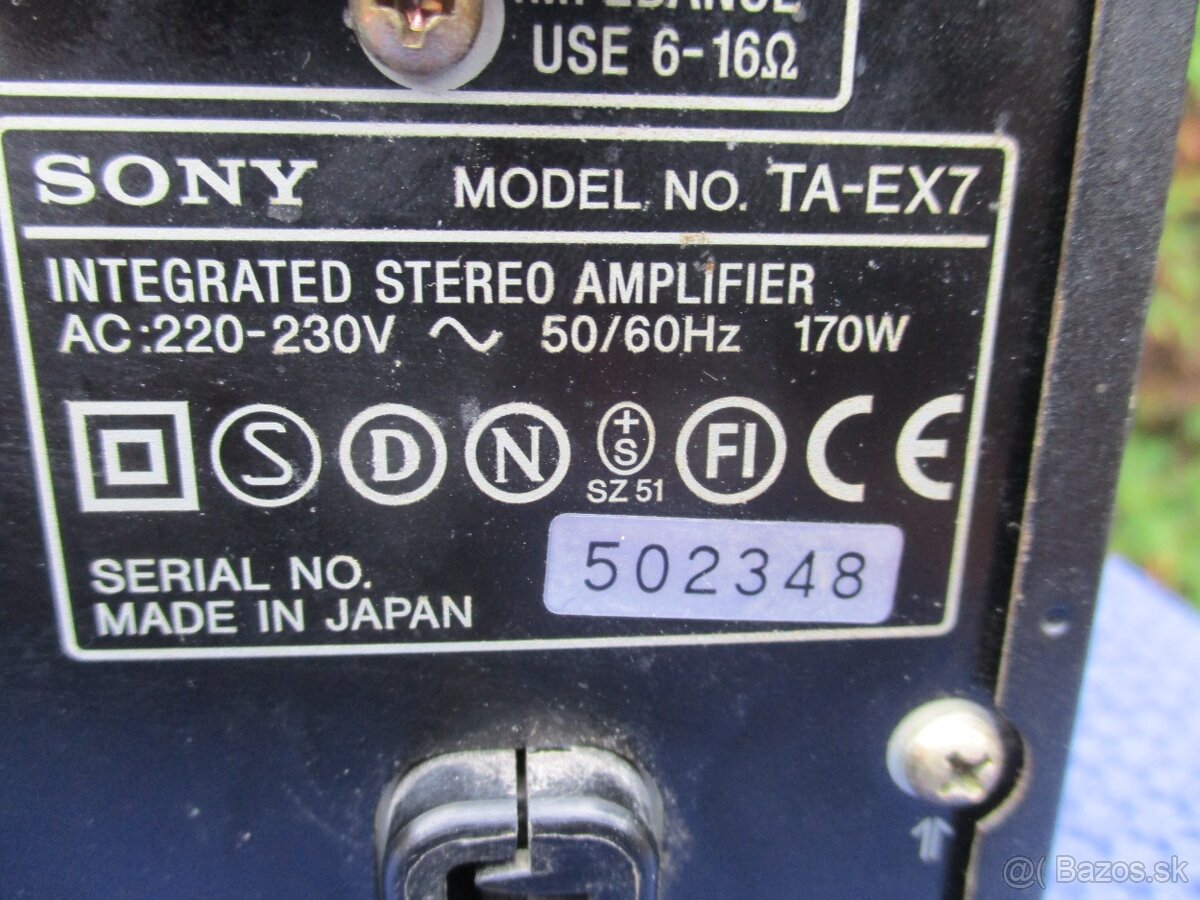 IMPEDANCE
USE 6-16Ω
SONY MODEL NO. TA-EX7
INTEGRATED STEREO AMPLIFIER
AC:220-230V ~ 50/60Hz 170W
S D N +S FI CE
SZ 51
SERIAL NO. 502348
MADE IN JAPAN
@( Bazos.sk